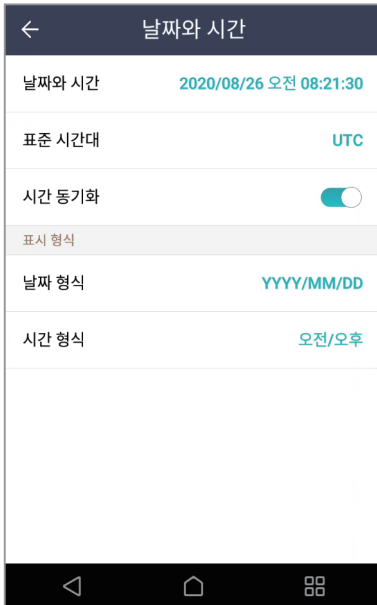 날짜와 시간
날짜와 시간 2020/08/26 오전 08:21:30
표준 시간대 UTC
시간 동기화
표시 형식
날짜 형식 YYYY/MM/DD
시간 형식 오전/오후